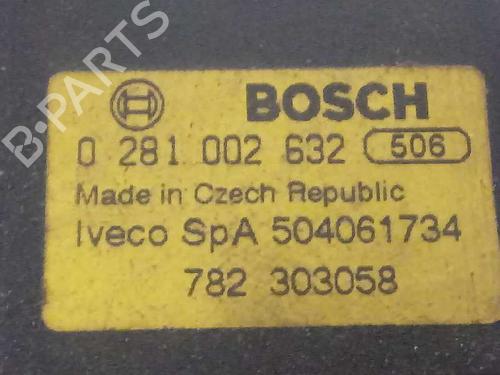 BOSCH
0 281 002 632 506
Made in Czech Republic
Iveco SpA 504061734
782 303058
B-PARTS